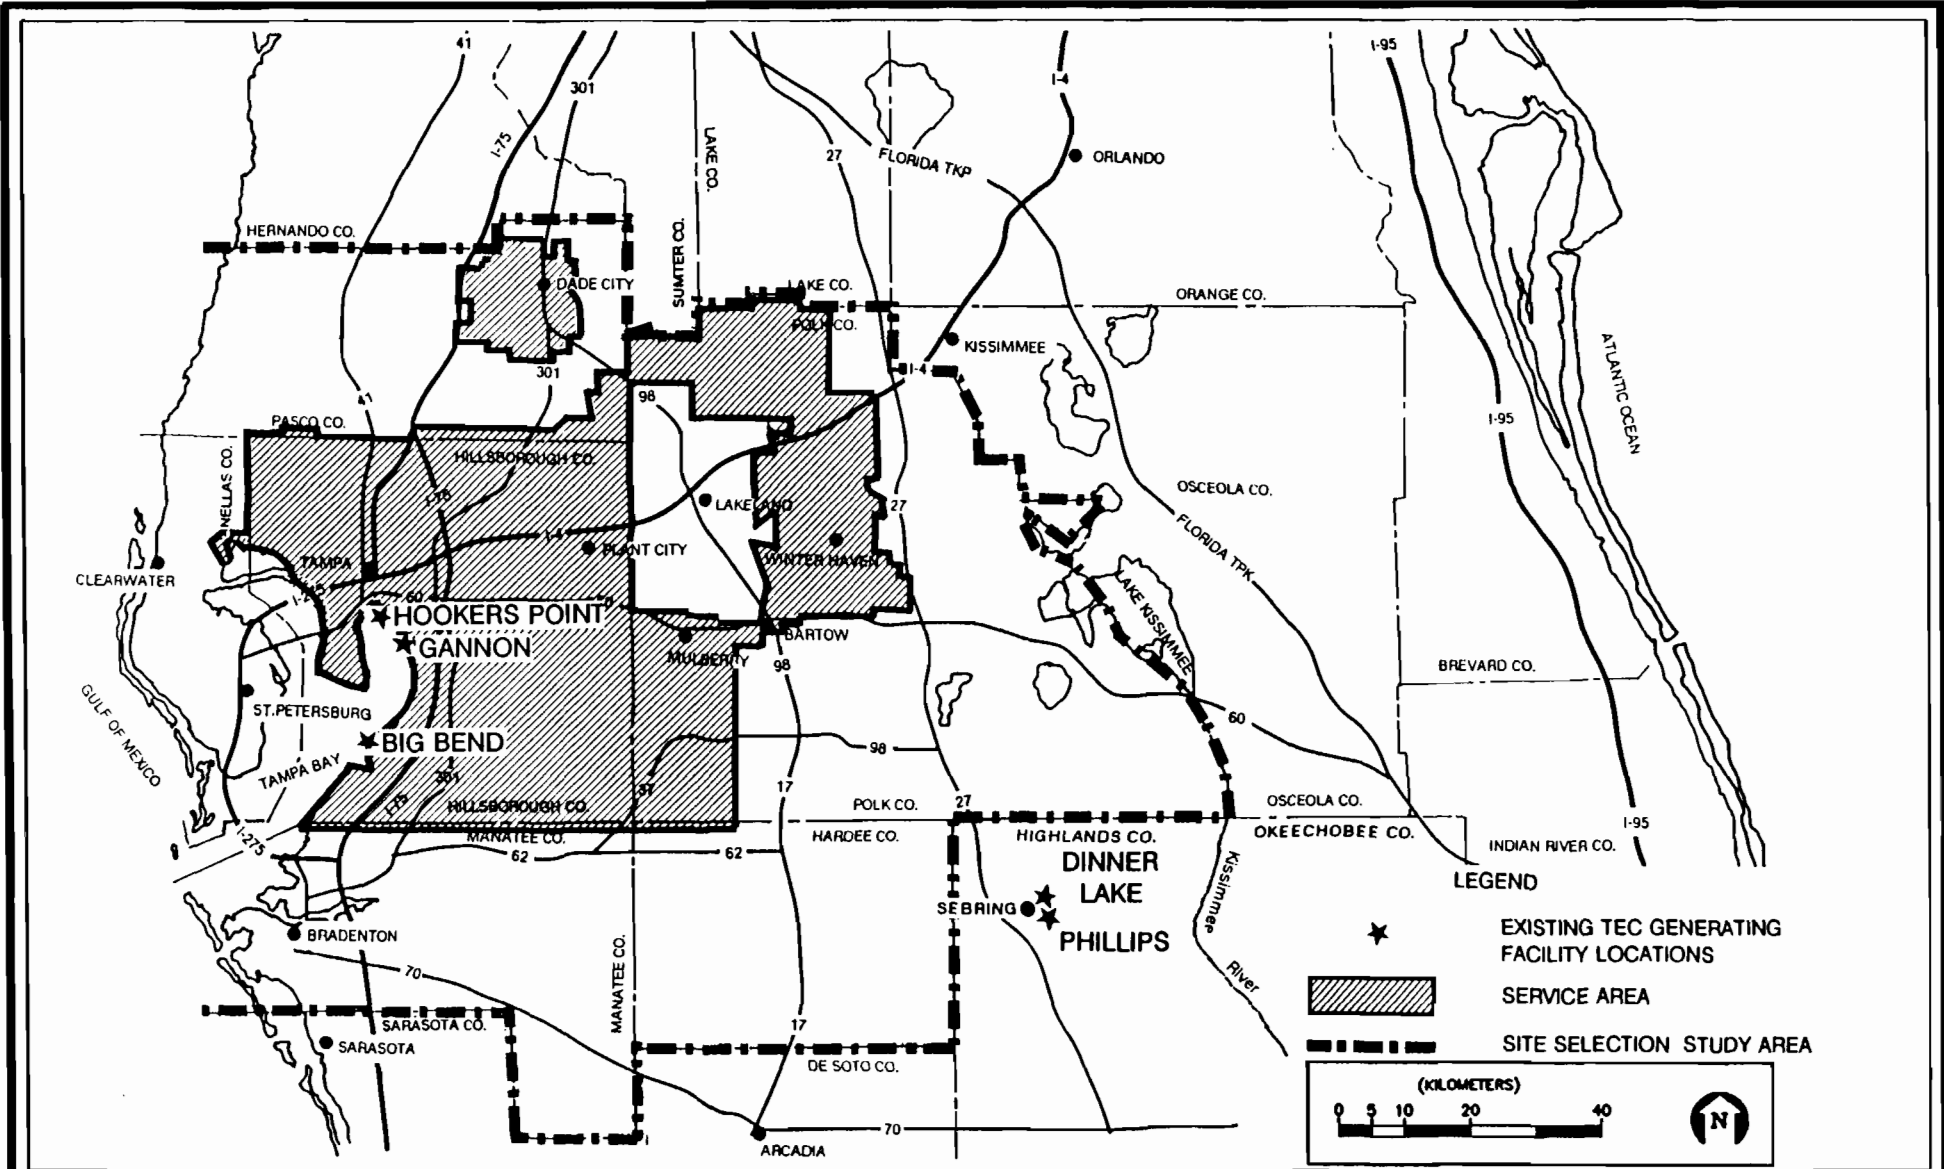 41
I-95
301
I-4
I-75
LAKE CO.
27
FLORIDA TKP
ORLANDO
HERNANDO CO.
SUMTER CO.
DADE CITY
LAKE CO.
ORANGE CO.
POLK CO.
KISSIMMEE
ATLANTIC OCEAN
301
I-4
98
41
I-95
PASCO CO.
HILLSBOROUGH CO.
NELLAS CO.
I-75
OSCEOLA CO.
LAKELAND
27
FLORIDA TPK
I-4
PLANT CITY
TAMPA
WINTER HAVEN
CLEARWATER
I-275
60
LAKE KISSIMMEE
HOOKERS POINT
GANNON
BARTOW
MULBERRY
98
BREVARD CO.
GULF OF MEXICO
ST. PETERSBURG
60
BIG BEND
98
TAMPA BAY
301
I-75
37
17
HILLSBOROUGH CO.
POLK CO.
27
OSCEOLA CO.
MANATEE CO.
HARDEE CO.
HIGHLANDS CO.
OKEECHOBEE CO.
I-95
I-275
62
62
INDIAN RIVER CO.
DINNER
LAKE
Kissimmee
River
LEGEND
SEBRING
PHILLIPS
EXISTING TEC GENERATING
FACILITY LOCATIONS
BRADENTON
70
MANATEE CO.
SERVICE AREA
SARASOTA CO.
17
SARASOTA
SITE SELECTION STUDY AREA
DE SOTO CO.
(KILOMETERS)
0 5 10 20 40
N
70
ARCADIA